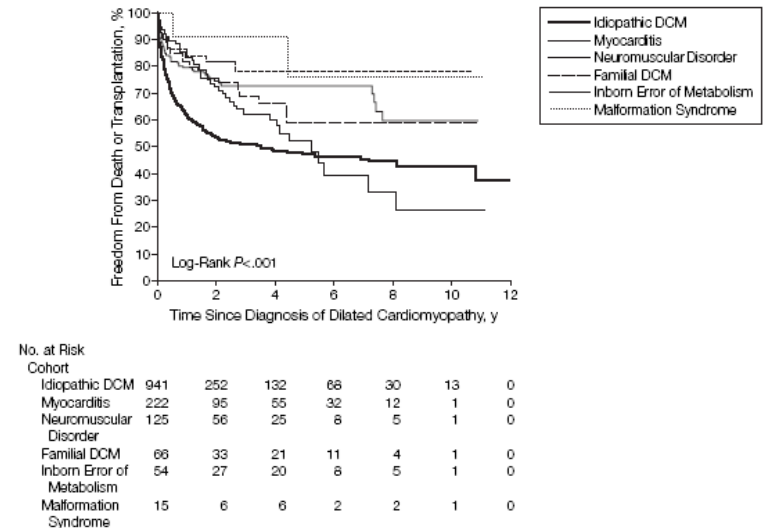 Freedom From Death or Transplantation, %
100
90
80
70
60
50
40
30
20
10
0
Log-Rank P<.001
0 2 4 6 8 10 12
Time Since Diagnosis of Dilated Cardiomyopathy, y
Idiopathic DCM
Myocarditis
Neuromuscular Disorder
Familial DCM
Inborn Error of Metabolism
Malformation Syndrome
No. at Risk
Cohort
Idiopathic DCM 941 252 132 68 30 13 0
Myocarditis 222 95 55 32 12 1 0
Neuromuscular 125 56 25 8 5 1 0
Disorder
Familial DCM 66 33 21 11 4 1 0
Inborn Error of 54 27 20 8 5 1 0
Metabolism
Malformation 15 6 6 2 2 1 0
Syndrome